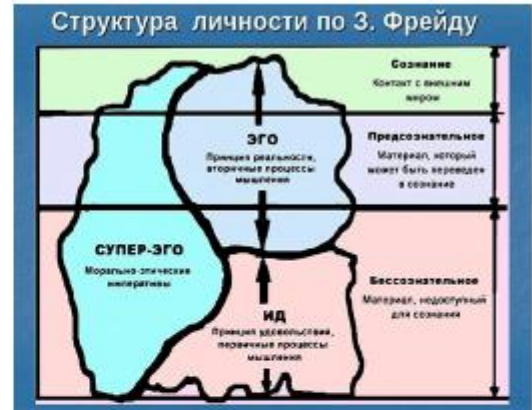 Структура личности по З. Фрейду
Сознание
Контакт с внешним
миром
ЭГО
Принцип реальности,
вторичные процессы
мышления
Предсознательное
Материал, который
может быть переведен
в сознание
СУПЕР-ЭГО
Морально-этические
императивы
ИД
Принцип удовольствия,
первичные процессы
мышления
Бессознательное
Материал, недоступный
для сознания